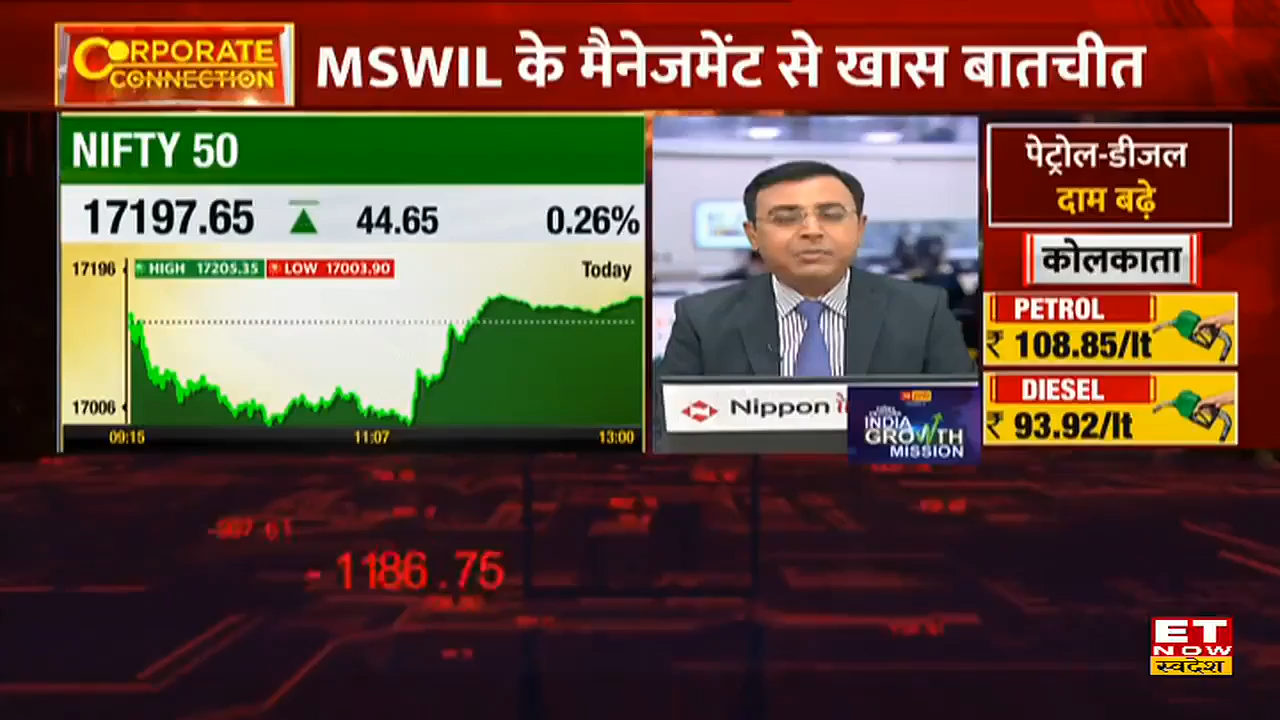 CORPORATE
CONNECTION
MSWIL के मैनेजमेंट से खास बातचीत
NIFTY 50
17197.65 44.65 0.26%
17196 HIGH 17205.35 LOW 17003.90 Today
17006
09:15 11:07 13:00
Nippon
INDIA
GROWTH
MISSION
पेट्रोल-डीजल
दाम बढ़े
कोलकाता
PETROL
₹ 108.85/lt
DIESEL
₹ 93.92/lt
- 1186.75
ET
NOW
स्वदेश